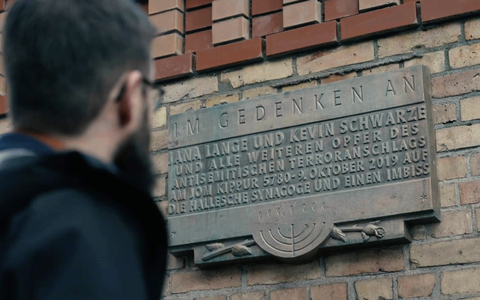 IM GEDENKEN AN
JANA LANGE UND KEVIN SCHWARZE
UND ALLE WEITEREN OPFER DES
ANTISEMITISCHEN TERRORANSCHLAGS
AUF JOM KIPPUR 5780-9. OKTOBER 2019 AUF
DIE HALLESCHE SYNAGOGE UND EINEN IMBISS